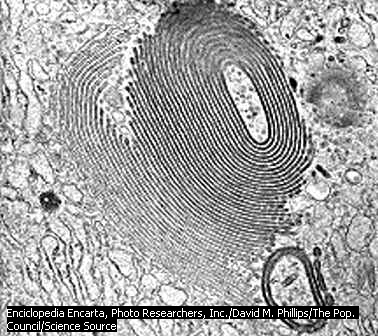 Enciclopedia Encarta, Photo Researchers, Inc./David M. Phillips/The Pop.
Council/Science Source